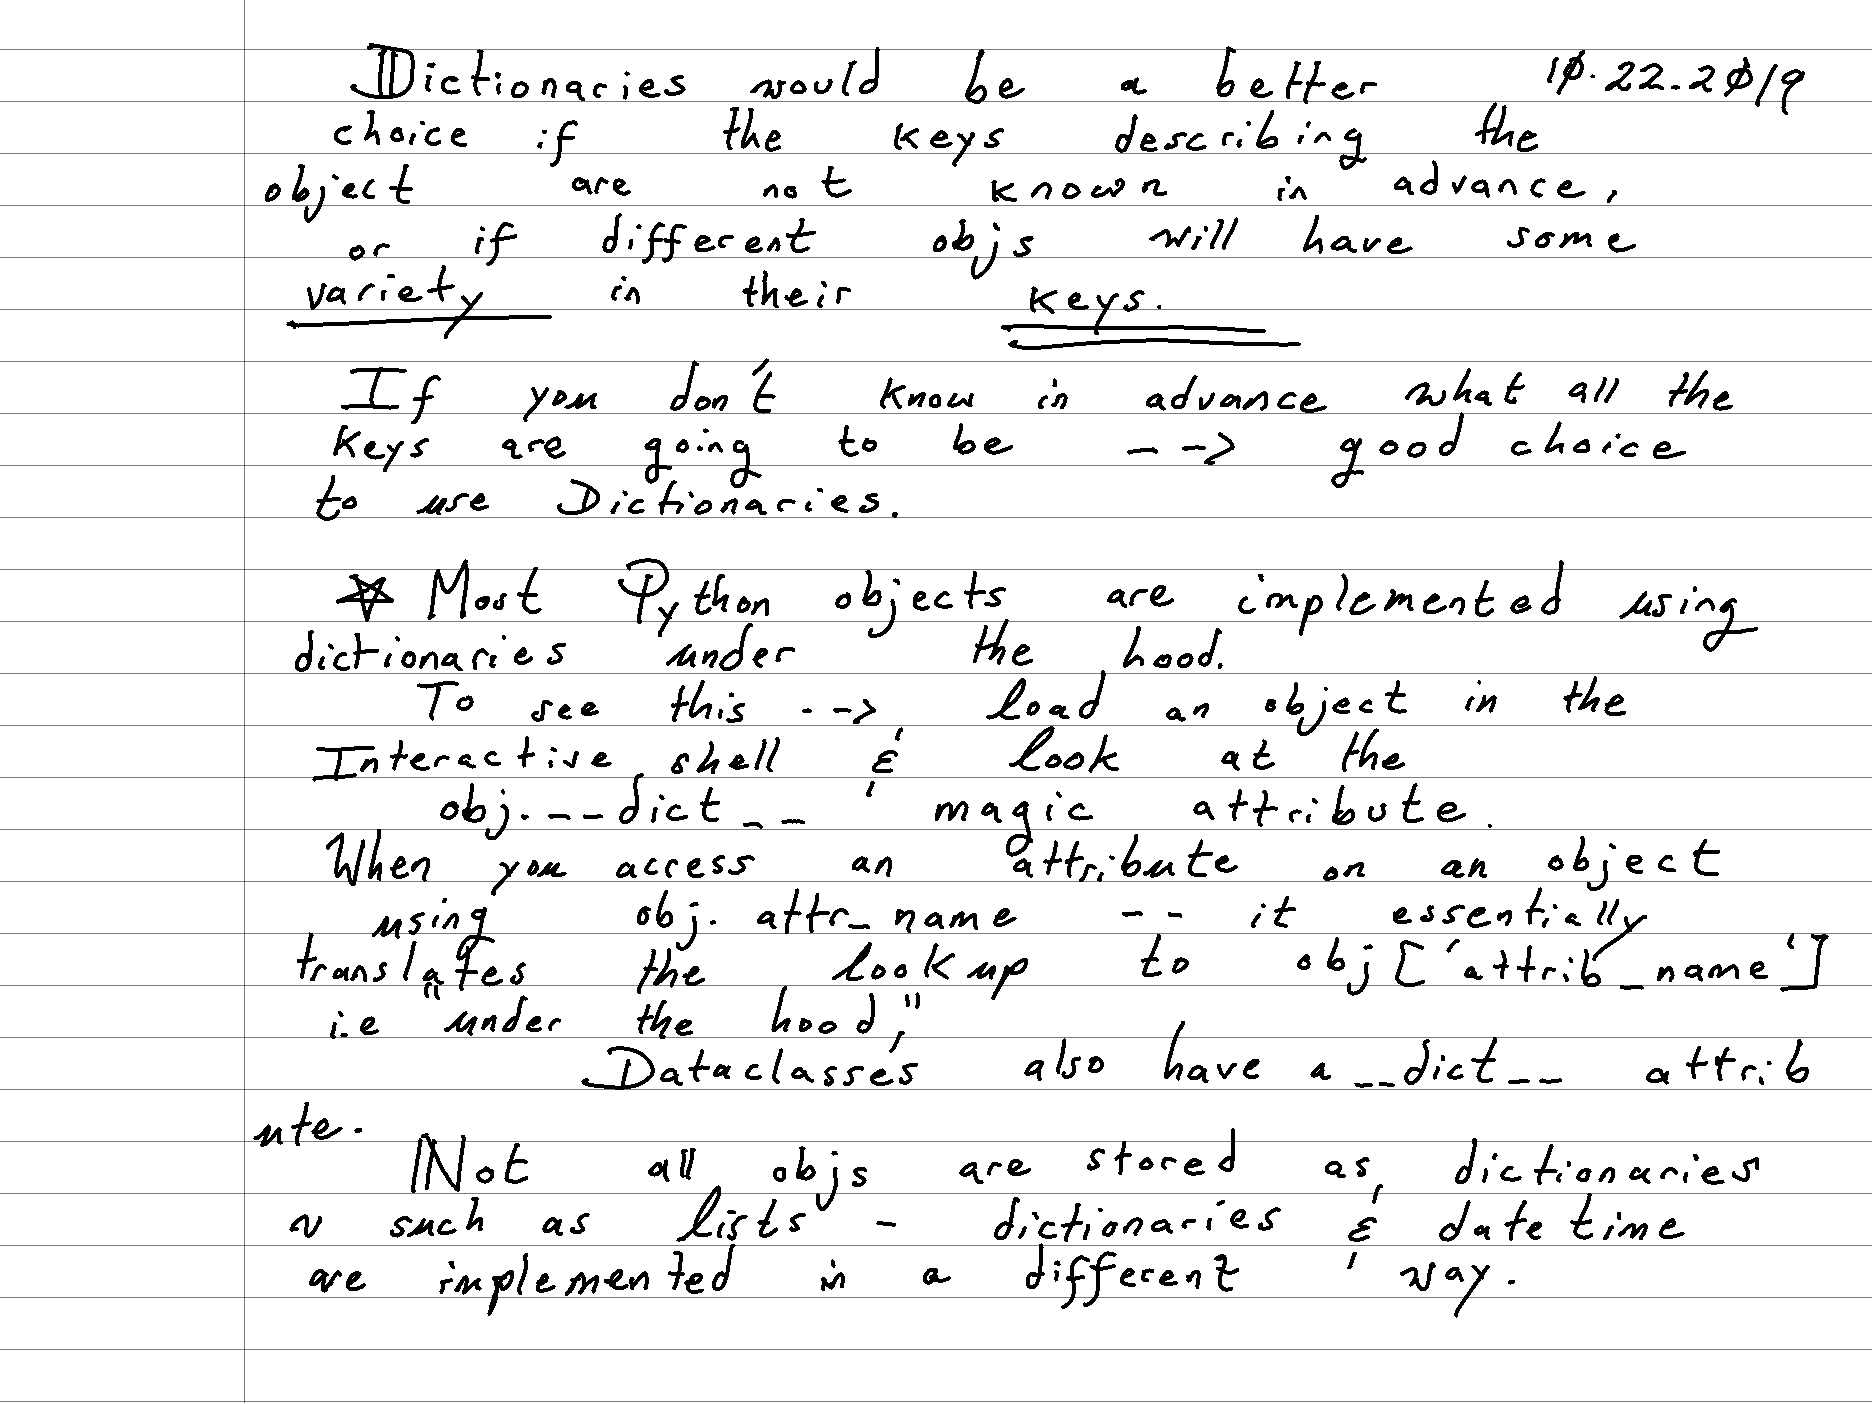 Dictionaries would be a better 10.22.2019
choice if the keys describing the
object are not known in advance,
or if different objs will have some
variety in their keys.
If you don't know in advance what all the
keys are going to be --> good choice
to use Dictionaries.
☆ Most Python objects are implemented using
dictionaries under the hood.
To see this --> load an object in the
Interactive shell & look at the
obj.__dict__ magic attribute.
When you access an attribute on an object
using obj.attr_name -- it essentially
translates the lookup to obj['attrib_name']
i.e "under the hood,"
Dataclasses also have a __dict__ attrib
ute.
Not all objs are stored as dictionaries
~ such as lists - dictionaries & datetime
are implemented in a different way.